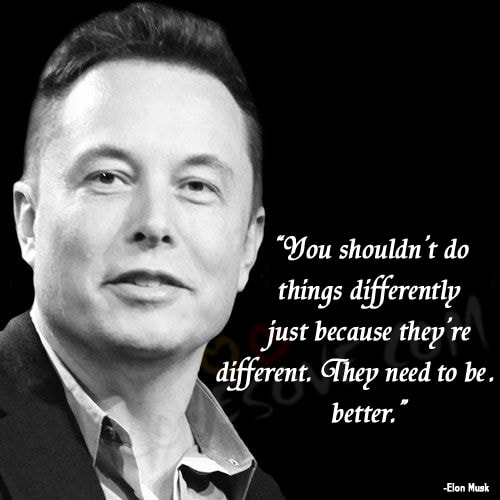 “You shouldn’t do
things differently
just because they’re
different. They need to be.
better.”
-Elon Musk